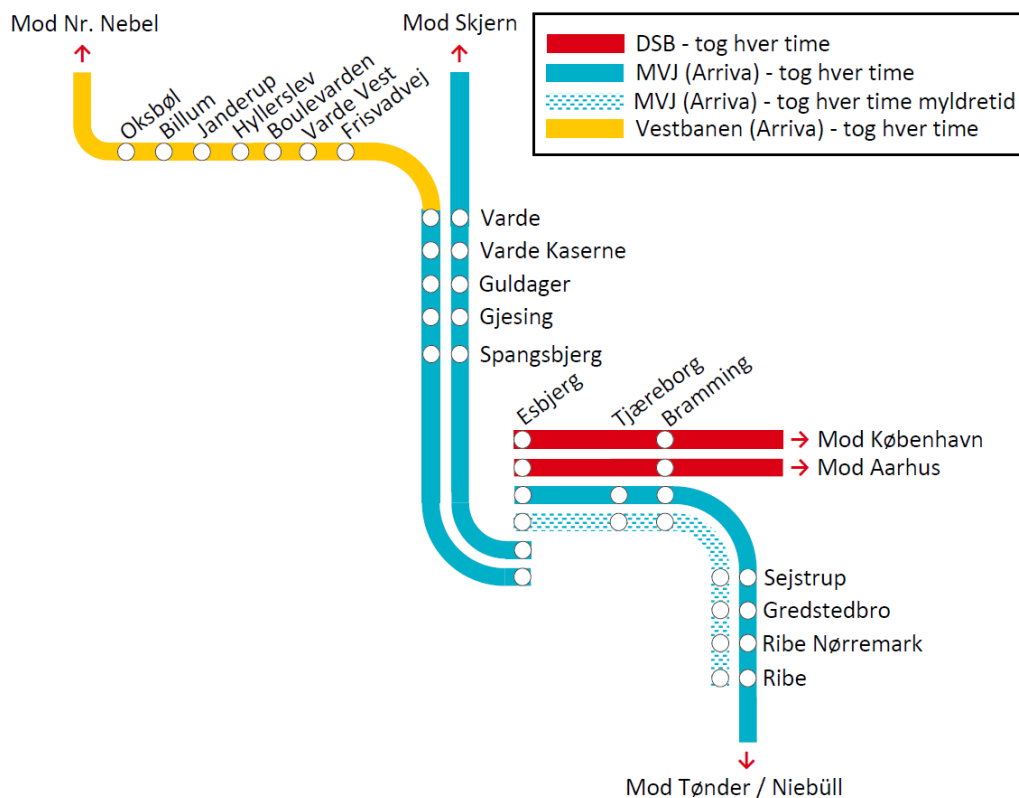 Mod Nr. Nebel
Mod Skjern
DSB - tog hver time
MVJ (Arriva) - tog hver time
MVJ (Arriva) - tog hver time myldretid
Vestbanen (Arriva) - tog hver time
Oksbøl
Billum
Janderup
Hyllerslev
Boulevarden
Varde Vest
Frisvadvej
Varde
Varde Kaserne
Guldager
Gjesing
Spangsbjerg
Esbjerg
Tjæreborg
Bramming
Mod København
Mod Aarhus
Sejstrup
Gredstedbro
Ribe Nørremark
Ribe
Mod Tønder / Niebüll